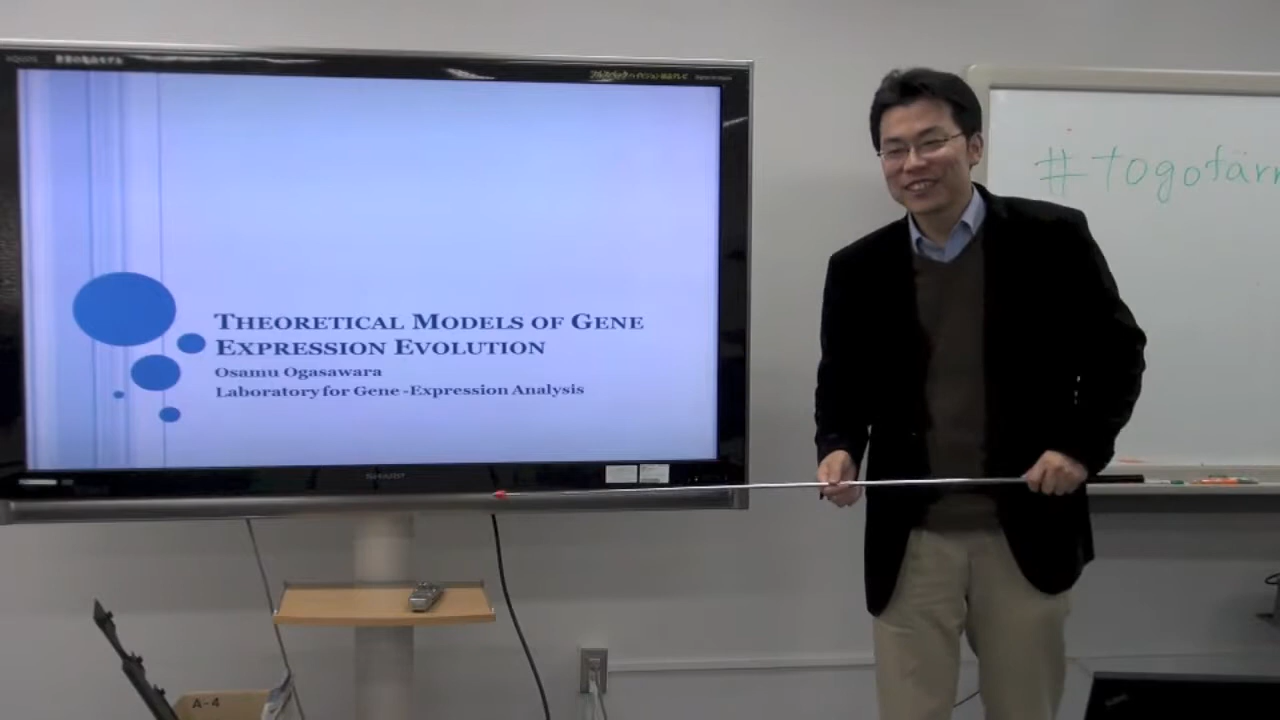 THEORETICAL MODELS OF GENE
EXPRESSION EVOLUTION
Osamu Ogasawara
Laboratory for Gene -Expression Analysis
#togofarm
A-4